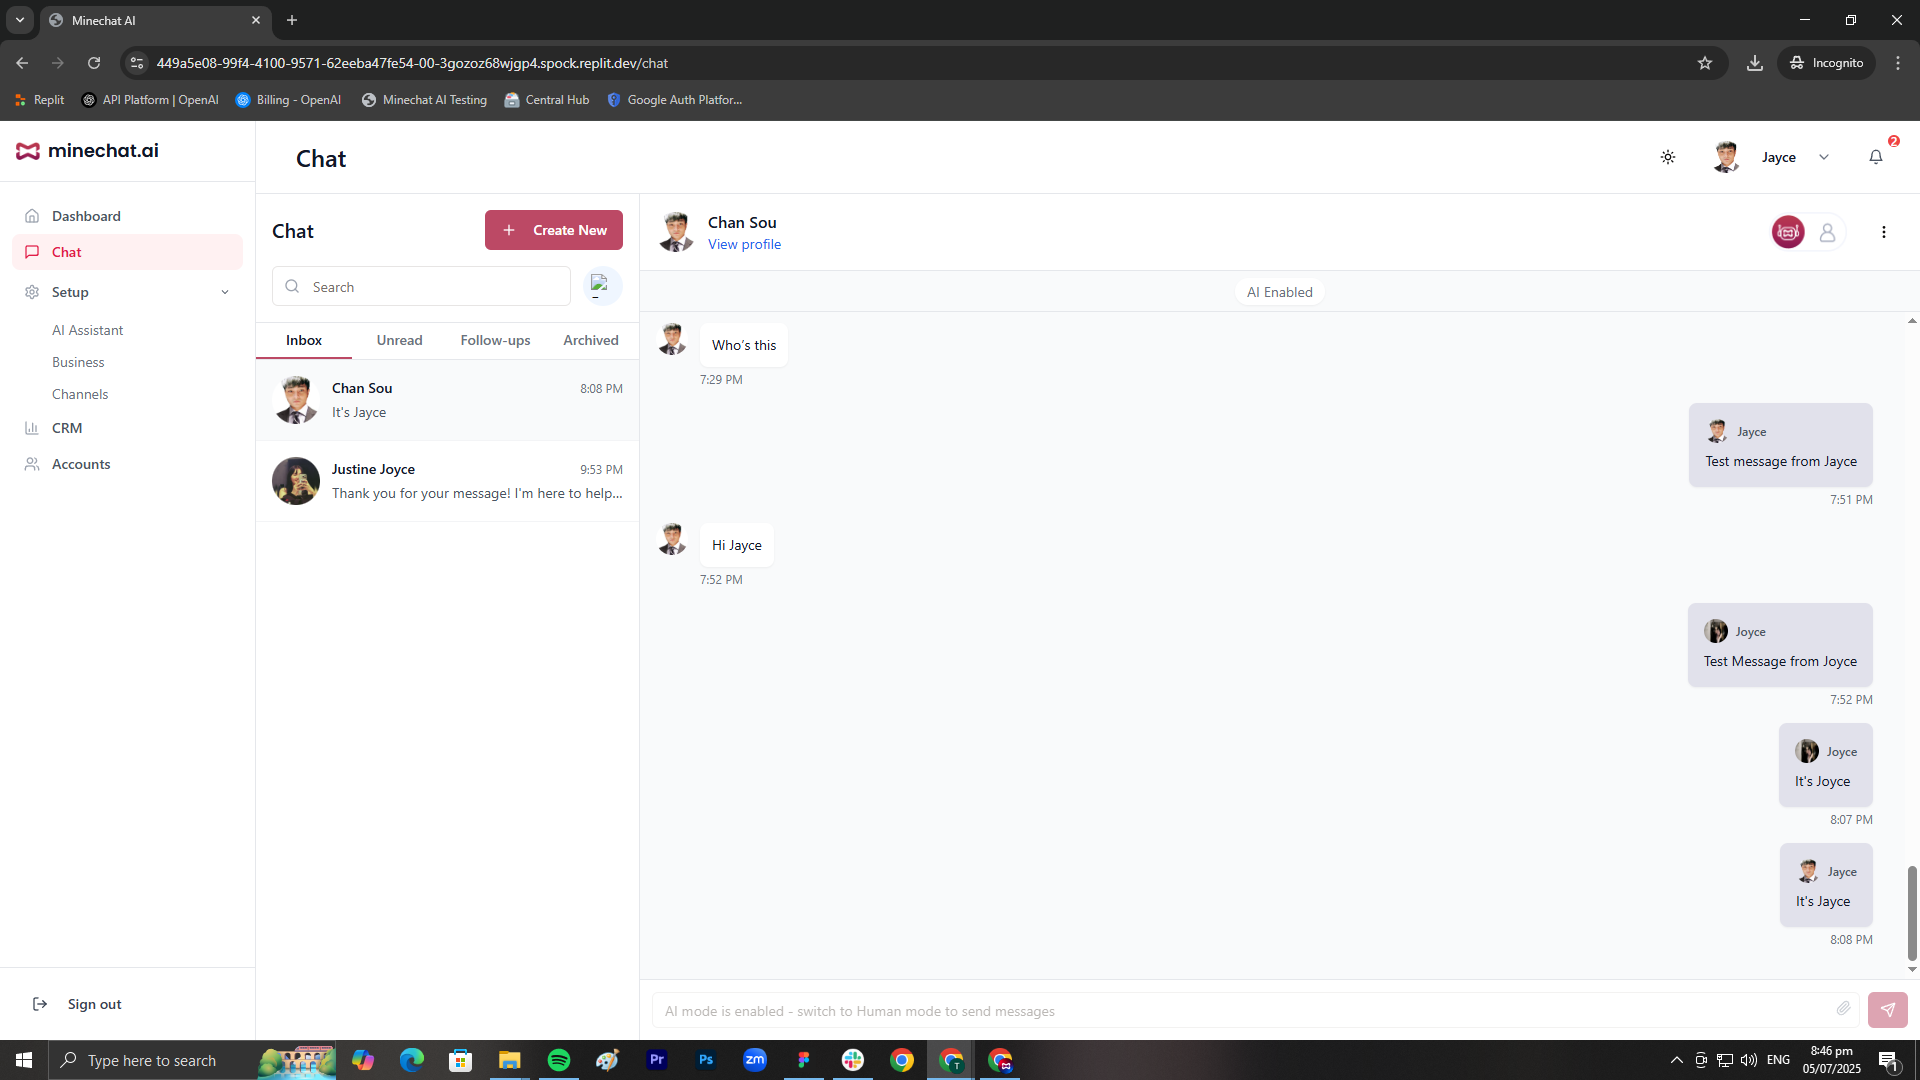 Minechat AI
449a5e08-99f4-4100-9571-62eeba47fe54-00-3gozoz68wjgp4.spock.replit.dev/chat
Incognito
Replit
API Platform | OpenAI
Billing - OpenAI
Minechat AI Testing
Central Hub
Google Auth Platfor...
minechat.ai
Dashboard
Chat
Setup
AI Assistant
Business
Channels
CRM
Accounts
Sign out
Chat
Jayce
2
Chat
Create New
Search
Inbox
Unread
Follow-ups
Archived
Chan Sou
8:08 PM
It's Jayce
Justine Joyce
9:53 PM
Thank you for your message! I'm here to help...
Chan Sou
View profile
AI Enabled
Who's this
7:29 PM
Jayce
Test message from Jayce
7:51 PM
Hi Jayce
7:52 PM
Joyce
Test Message from Joyce
7:52 PM
Joyce
It's Joyce
8:07 PM
Jayce
It's Jayce
8:08 PM
AI mode is enabled - switch to Human mode to send messages
Type here to search
Pr
Ps
zm
T
ENG
8:46 pm
05/07/2025
1